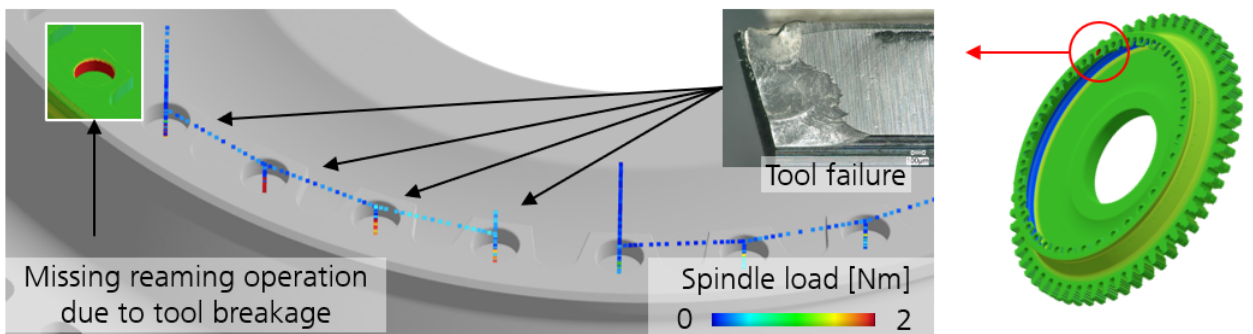 Tool failure
Missing reaming operation
due to tool breakage
Spindle load [Nm]
0 2